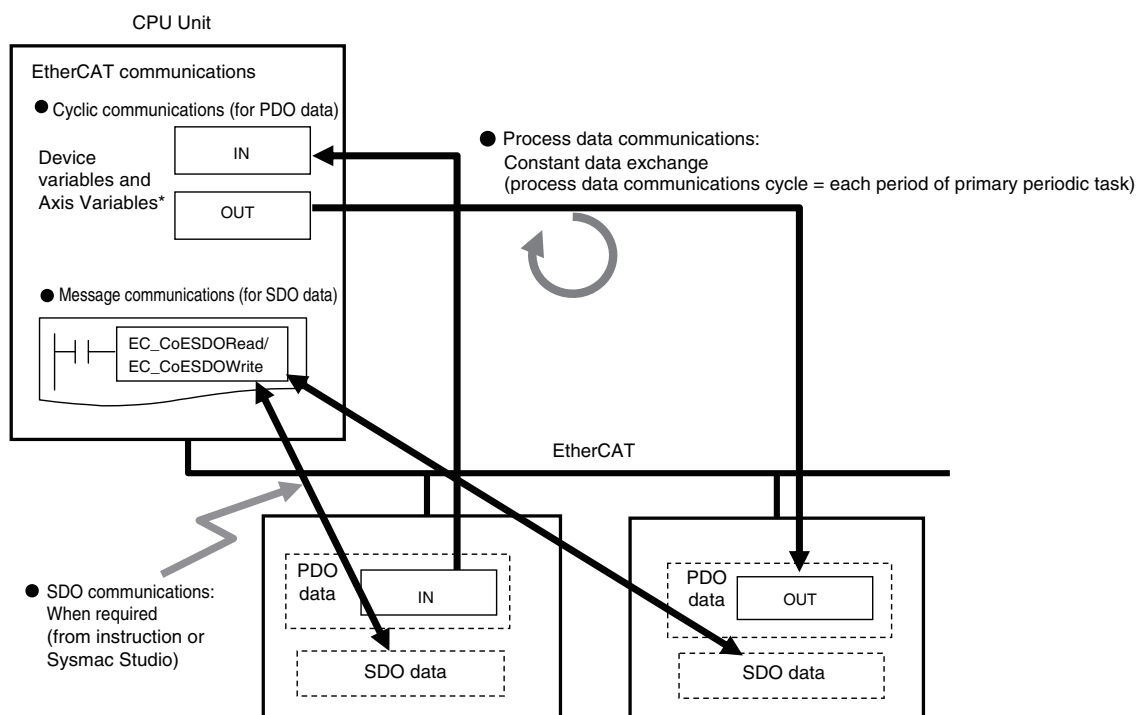 CPU Unit
EtherCAT communications
● Cyclic communications (for PDO data)
Device
variables and
Axis Variables*
IN
OUT
● Process data communications:
Constant data exchange
(process data communications cycle = each period of primary periodic task)
● Message communications (for SDO data)
EC_CoESDORead/
EC_CoESDOWrite
EtherCAT
● SDO communications:
When required
(from instruction or
Sysmac Studio)
PDO
data
IN
SDO data
PDO
data
OUT
SDO data